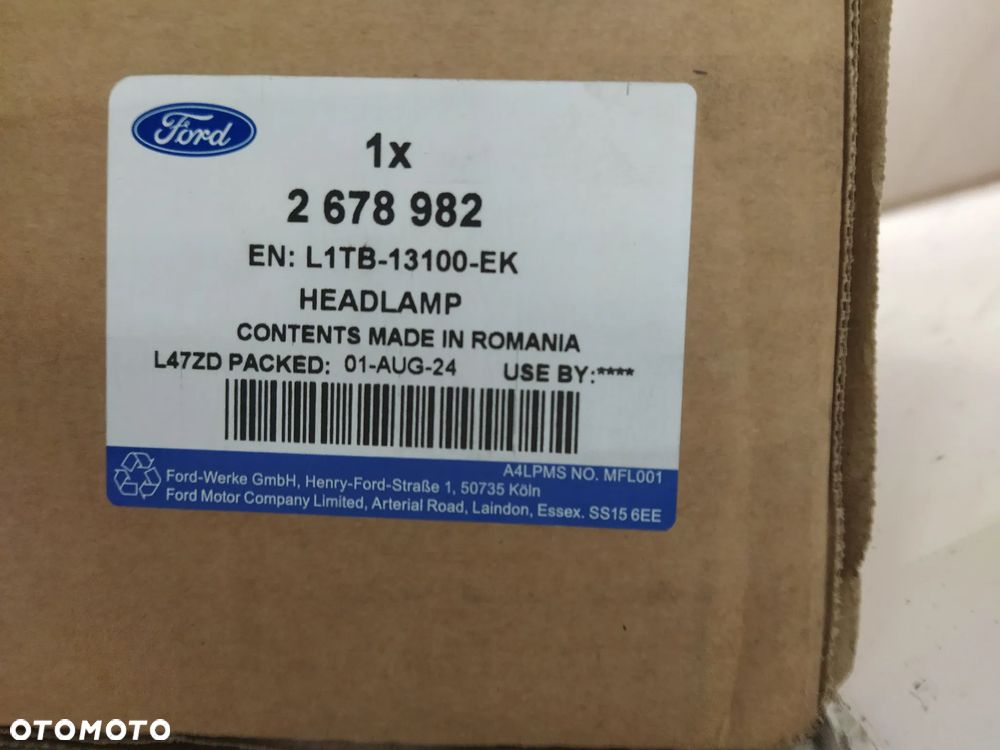 Ford
1x
2 678 982
EN: L1TB-13100-EK
HEADLAMP
CONTENTS MADE IN ROMANIA
L47ZD PACKED: 01-AUG-24 USE BY:****
A4LPMS NO. MFL001
Ford-Werke GmbH, Henry-Ford-Straße 1, 50735 Köln
Ford Motor Company Limited, Arterial Road, Laindon, Essex. SS15 6EE
OTOMOTO